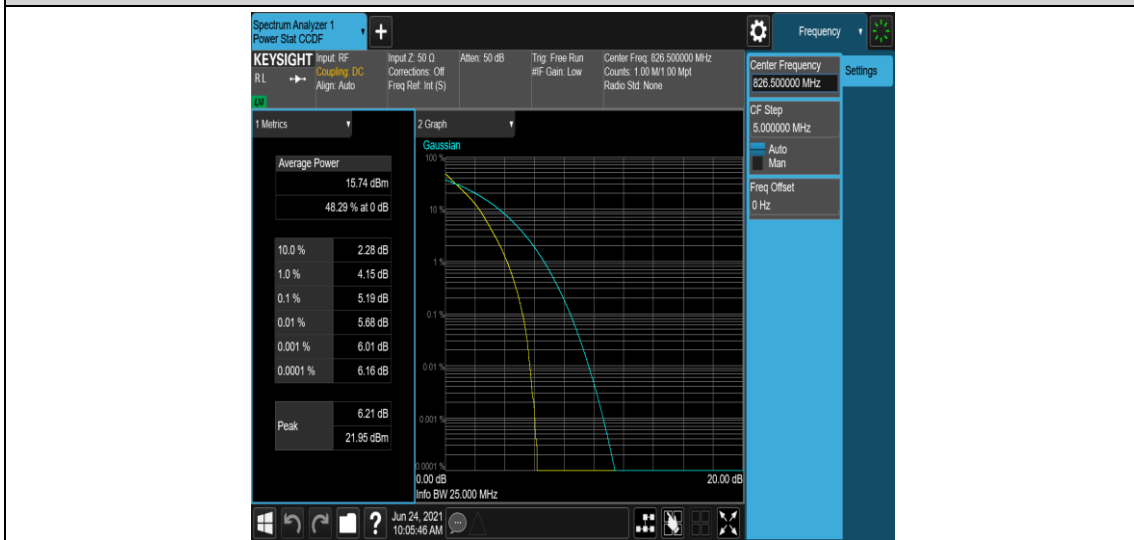 Spectrum Analyzer 1
Power Stat CCDF
+
Frequency
KEYSIGHT
RL
Input: RF
Coupling: DC
Align: Auto
Input Z: 50 Ω
Corrections: Off
Freq Ref: Int (S)
Atten: 50 dB
Trig: Free Run
#IF Gain: Low
Center Freq: 826.500000 MHz
Counts: 1.00 M/1.00 Mpt
Radio Std: None
1 Metrics
Average Power
15.74 dBm
48.29 % at 0 dB
10.0 % 2.28 dB
1.0 % 4.15 dB
0.1 % 5.19 dB
0.01 % 5.68 dB
0.001 % 6.01 dB
0.0001 % 6.16 dB
Peak
6.21 dB
21.95 dBm
2 Graph
Gaussian
100 %
10 %
1 %
0.1 %
0.01 %
0.001 %
0.0001 %
0.00 dB 20.00 dB
Info BW 25.000 MHz
Center Frequency
826.500000 MHz
Settings
CF Step
5.000000 MHz
Auto
Man
Freq Offset
0 Hz
?
Jun 24, 2021
10:05:46 AM